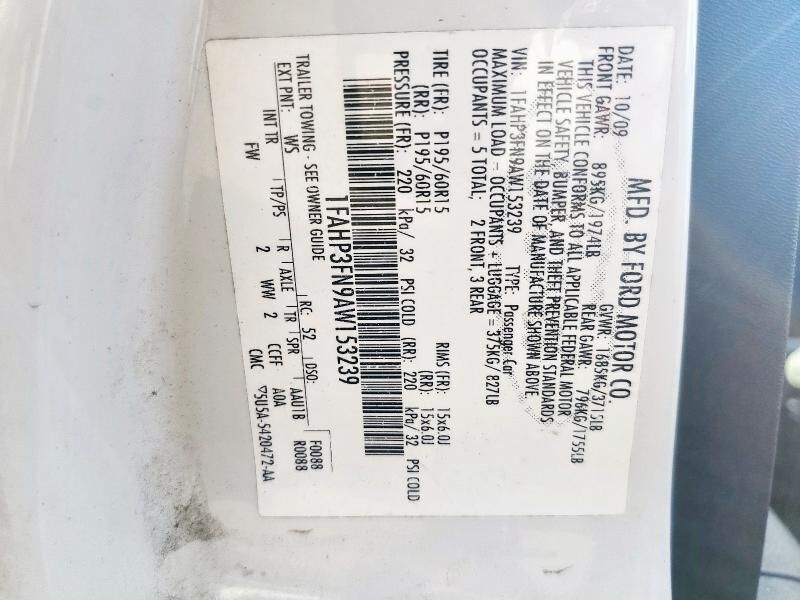 MFD. BY FORD MOTOR CO.
DATE: 10/09 GVWR: 1685KG/3715LB
FRONT GAWR: 895KG/1974LB REAR GAWR: 796KG/1755LB
THIS VEHICLE CONFORMS TO ALL APPLICABLE FEDERAL MOTOR
VEHICLE SAFETY, BUMPER, AND THEFT PREVENTION STANDARDS
IN EFFECT ON THE DATE OF MANUFACTURE SHOWN ABOVE.
VIN: 1FAHP3FN9AW153239 TYPE: Passenger Car
MAXIMUM LOAD = OCCUPANTS + LUGGAGE = 375KG/827LB
OCCUPANTS = 5 TOTAL; 2 FRONT, 3 REAR
TIRE (FR): P195/60R15 RIMS (FR): 15x6.0J
(RR): P195/60R15 (RR): 15x6.0J
PRESSURE (FR): 220 kPa/ 32 PSI COLD (RR): 220 kPa/32 PSI COLD
1FAHP3FN9AW153239
TRAILER TOWING - SEE OWNER GUIDE
EXT PNT: WS RC: 52 DSO: F0088
R0088
INT TR TP/PS R AXLE TR SPR AAU1B
FW 2 WW 2 CCFF AOA
CMC ▽5U5A-5420472-AA